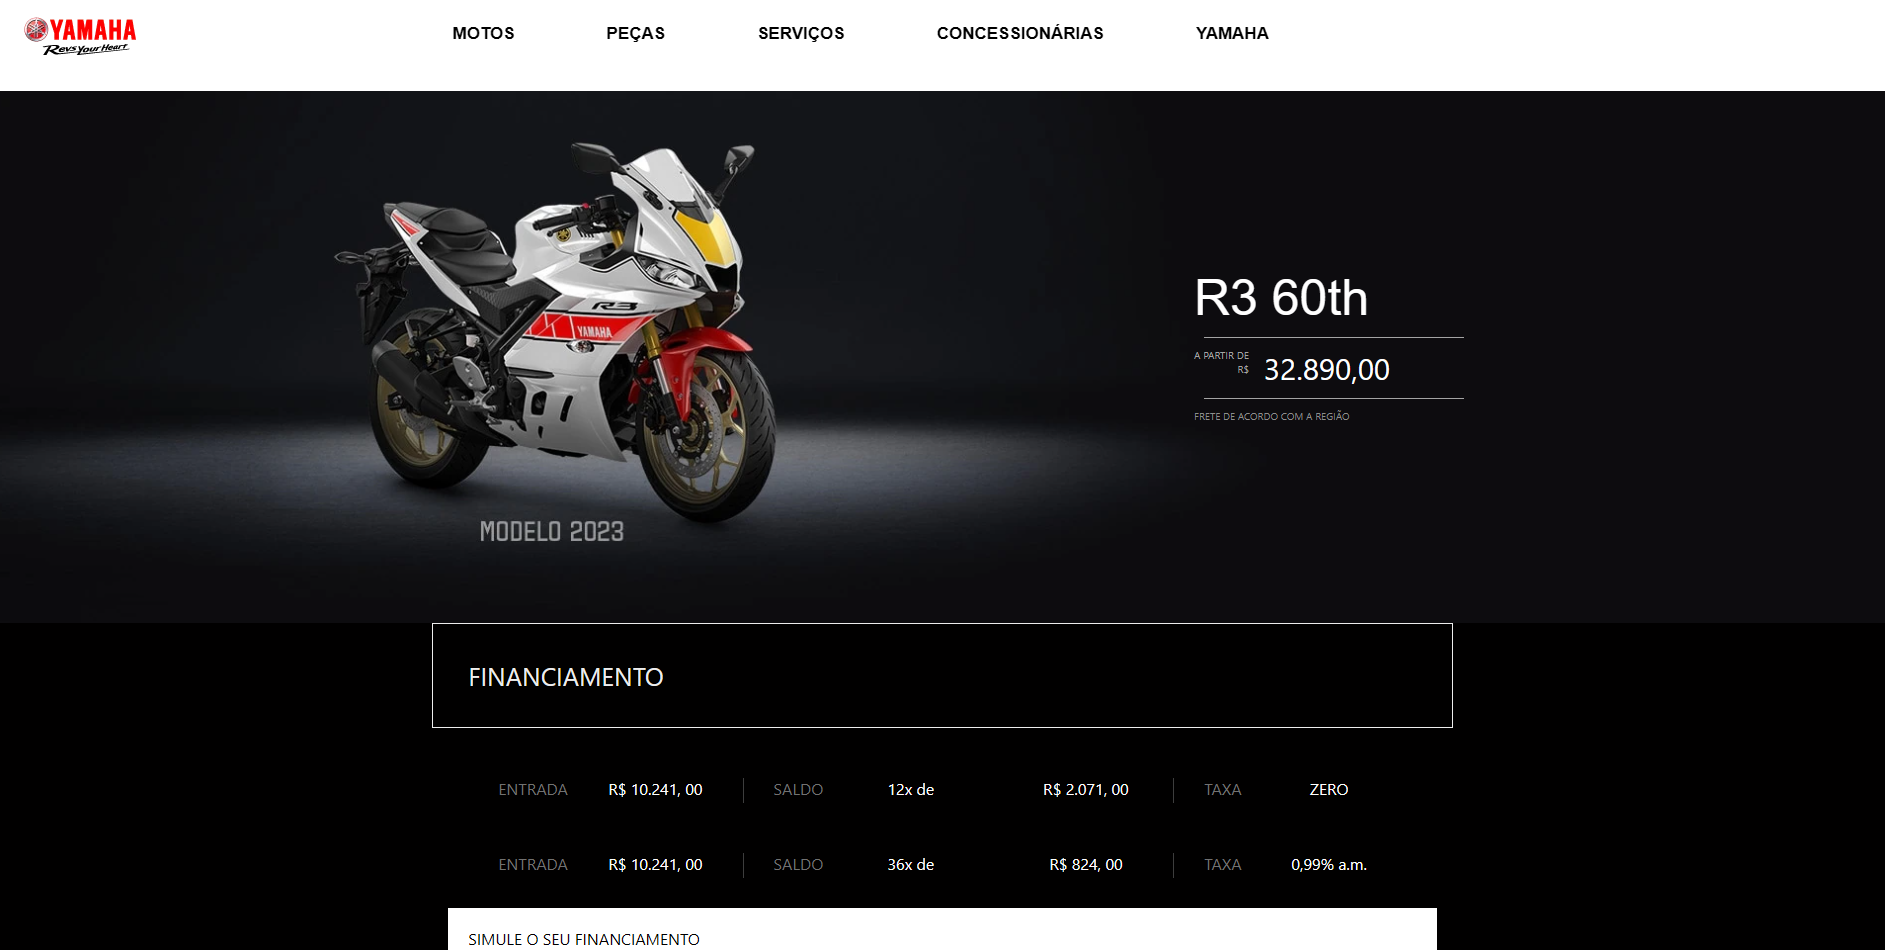 YAMAHA
Revs Your Heart
MOTOS PEÇAS SERVIÇOS CONCESSIONÁRIAS YAMAHA
R3
YAMAHA
MODELO 2023
R3 60th
A PARTIR DE
R$ 32.890,00
FRETE DE ACORDO COM A REGIÃO
FINANCIAMENTO
ENTRADA R$ 10.241, 00 SALDO 12x de R$ 2.071, 00 TAXA ZERO
ENTRADA R$ 10.241, 00 SALDO 36x de R$ 824, 00 TAXA 0,99% a.m.
SIMULE O SEU FINANCIAMENTO